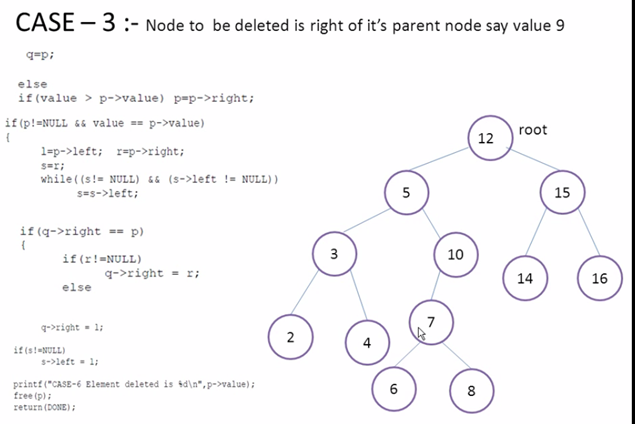 CASE – 3 :- Node to be deleted is right of it's parent node say value 9
q=p;
else
if(value > p->value) p=p->right;
if(p!=NULL && value == p->value)
{
l=p->left; r=p->right;
s=r;
while((s!= NULL) && (s->left != NULL))
s=s->left;
if(q->right == p)
{
if(r!=NULL)
q->right = r;
else
q->right = l;
if(s!=NULL)
s->left = l;
printf("CASE-6 Element deleted is %d\n",p->value);
free(p);
return(DONE);
12
root
5
15
3
10
14
16
2
4
7
6
8